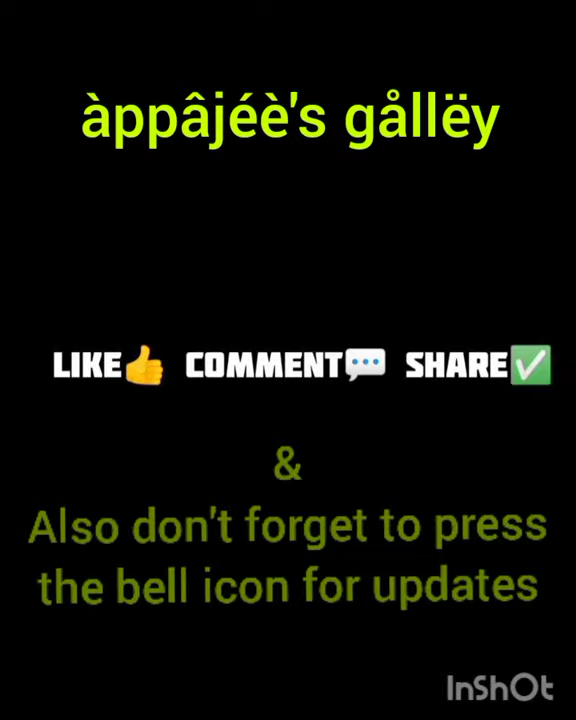 àppâjéè's gållëy
LIKE👍 COMMENT💬 SHARE✅
&
Also don't forget to press
the bell icon for updates
InShOt